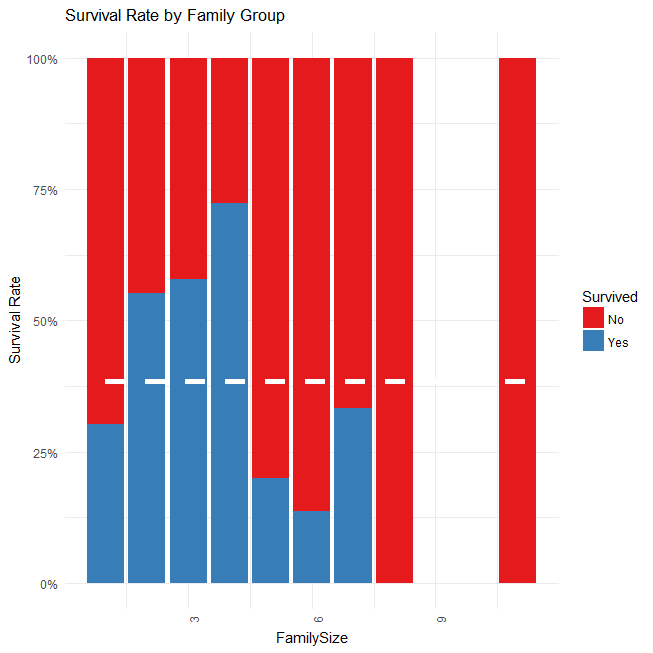 Survival Rate by Family Group
100%
75%
50%
25%
0%
Survival Rate
3
6
9
FamilySize
Survived
No
Yes